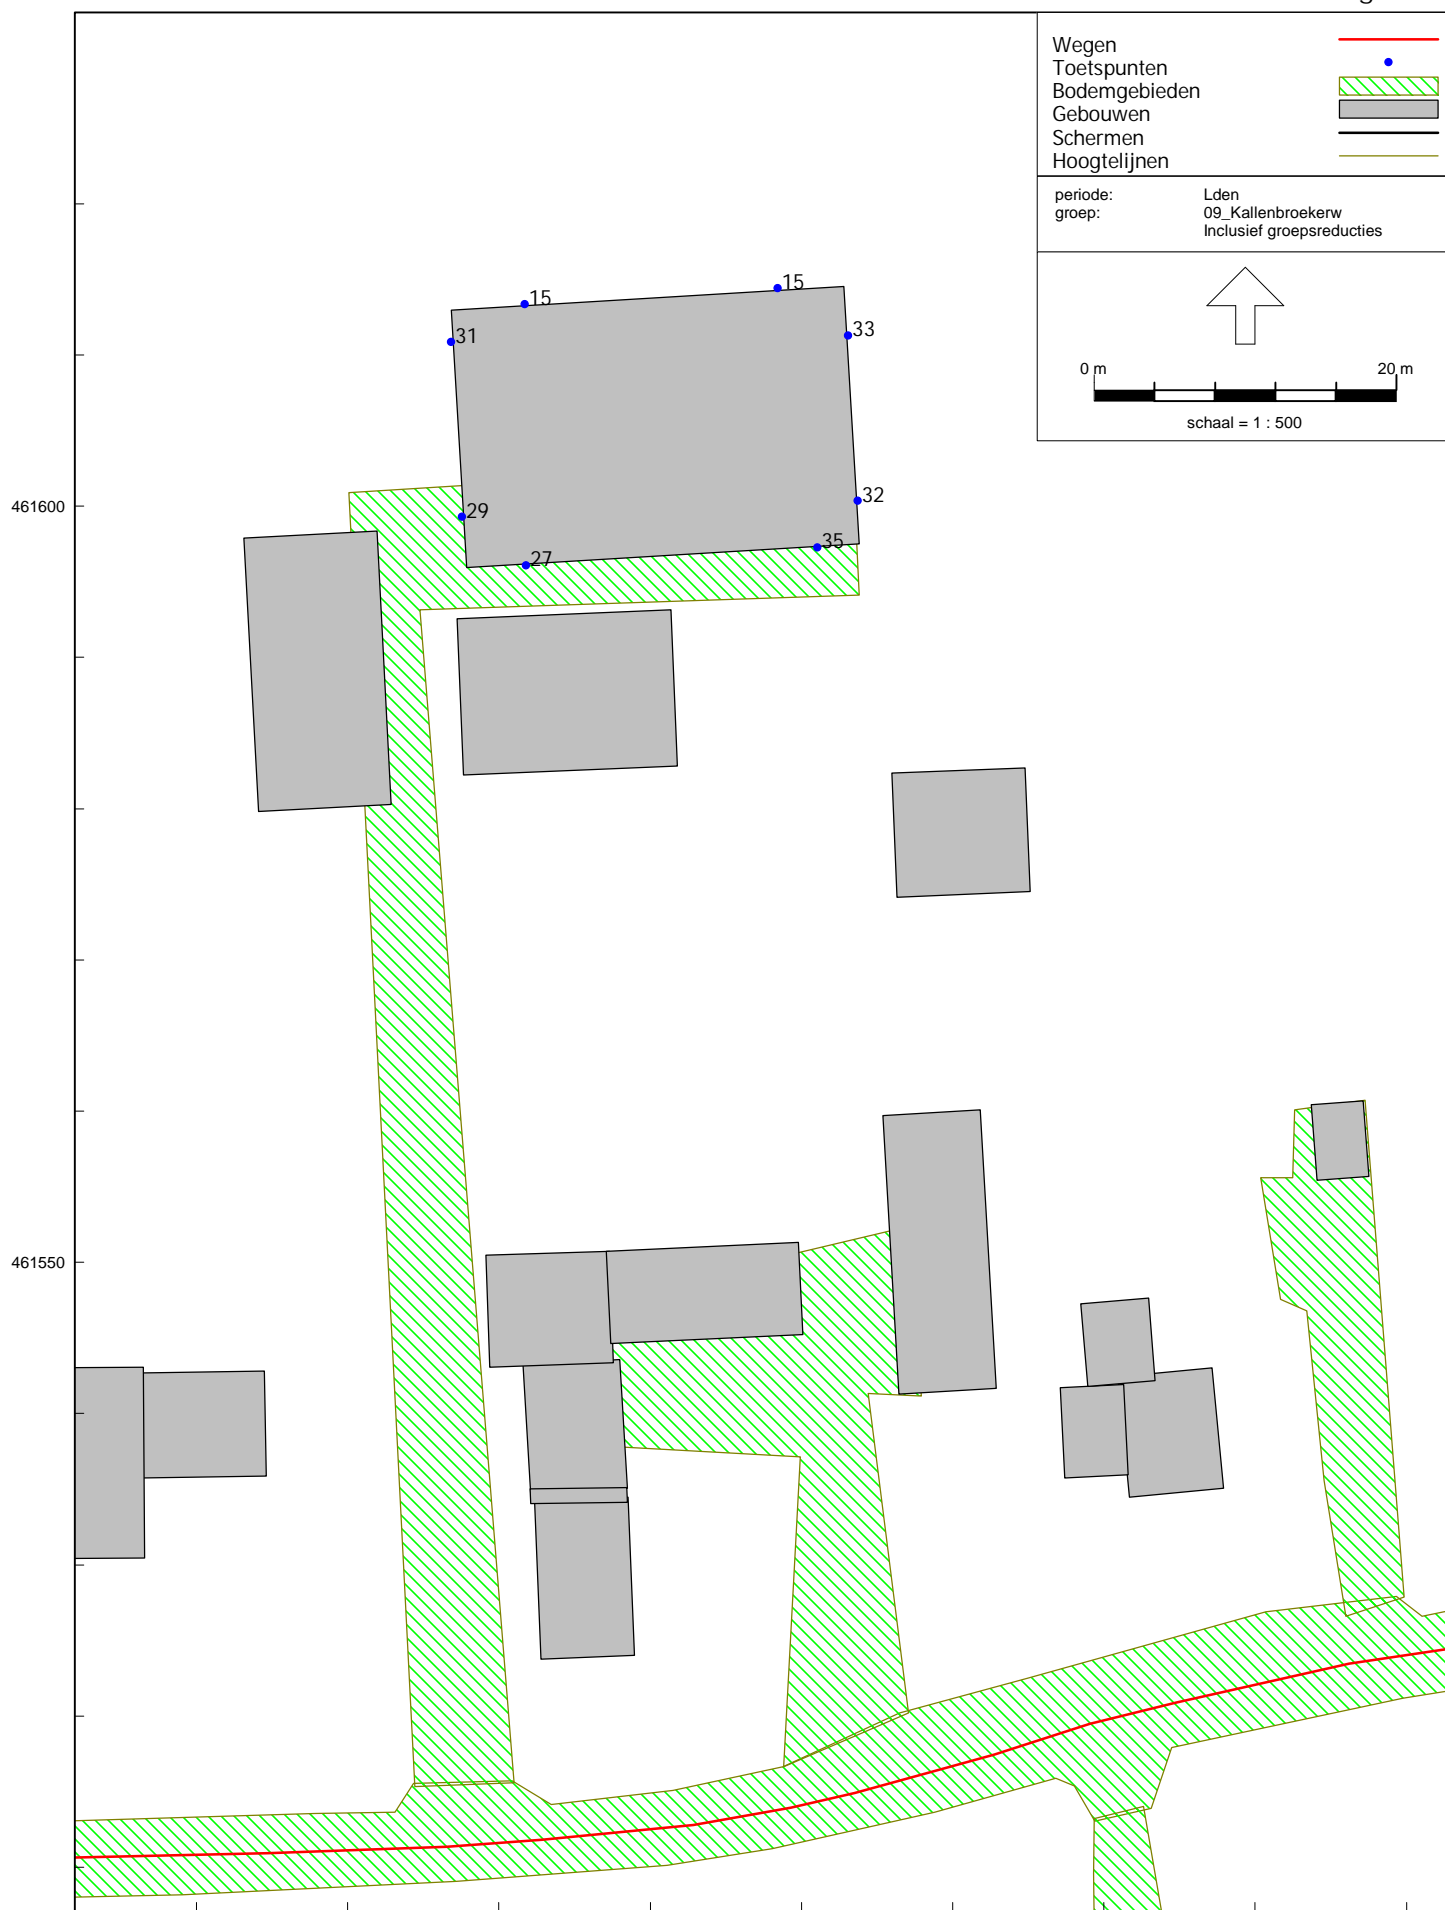 g
Wegen
Toetspunten
Bodemgebieden
Gebouwen
Schermen
Hoogtelijnen
periode: Lden
groep: 09_Kallenbroekerw
Inclusief groepsreducties
0 m 20 m
schaal = 1 : 500
15
15
31
33
461600
29
32
35
27
461550